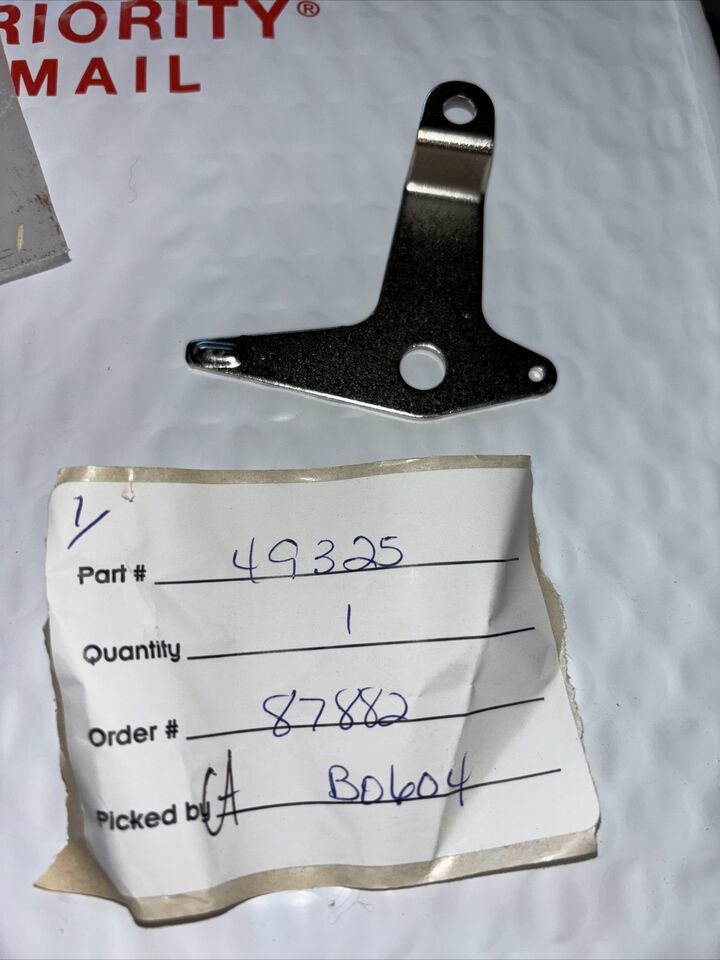 RIORITY®
MAIL
1/
Part # 49325
Quantity 1
Order # 87882
Picked by CA B0604